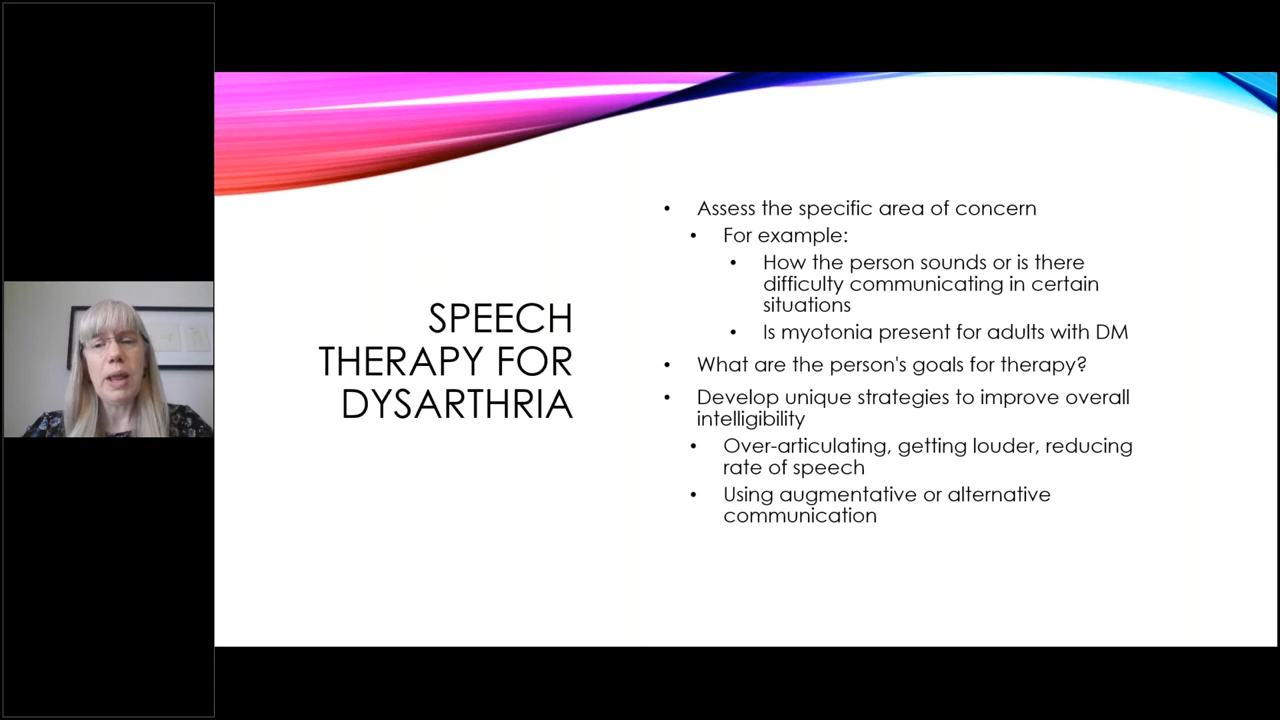 SPEECH
THERAPY FOR
DYSARTHRIA
• Assess the specific area of concern
• For example:
• How the person sounds or is there
difficulty communicating in certain
situations
• Is myotonia present for adults with DM
• What are the person's goals for therapy?
• Develop unique strategies to improve overall
intelligibility
• Over-articulating, getting louder, reducing
rate of speech
• Using augmentative or alternative
communication